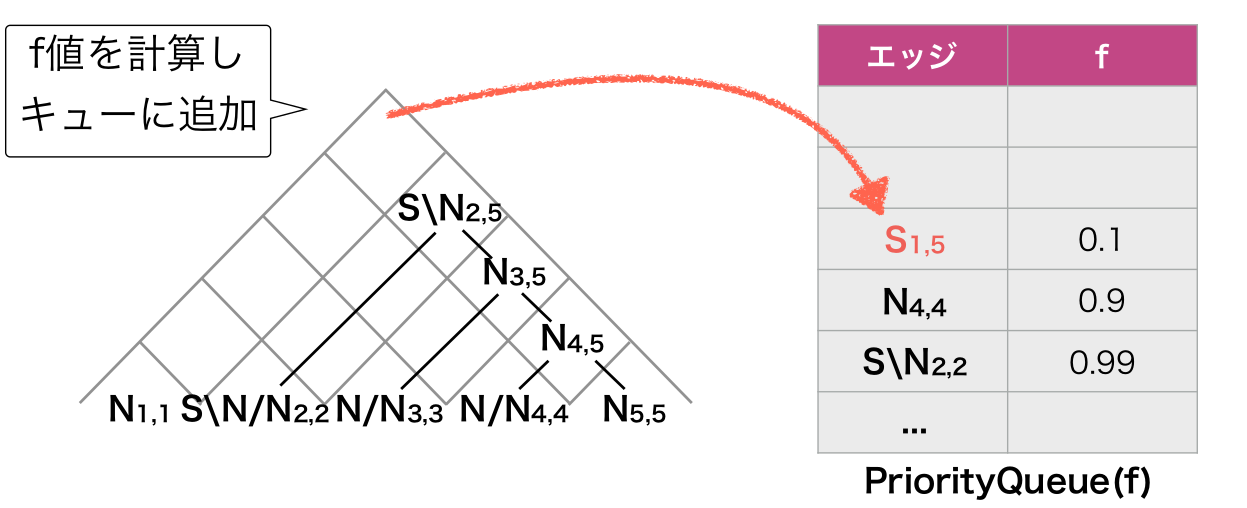 f値を計算し
キューに追加
S\N2,5
N3,5
N4,5
N1,1 S\N/N2,2 N/N3,3 N/N4,4 N5,5
エッジ f
S1,5 0.1
N4,4 0.9
S\N2,2 0.99
...
PriorityQueue(f)